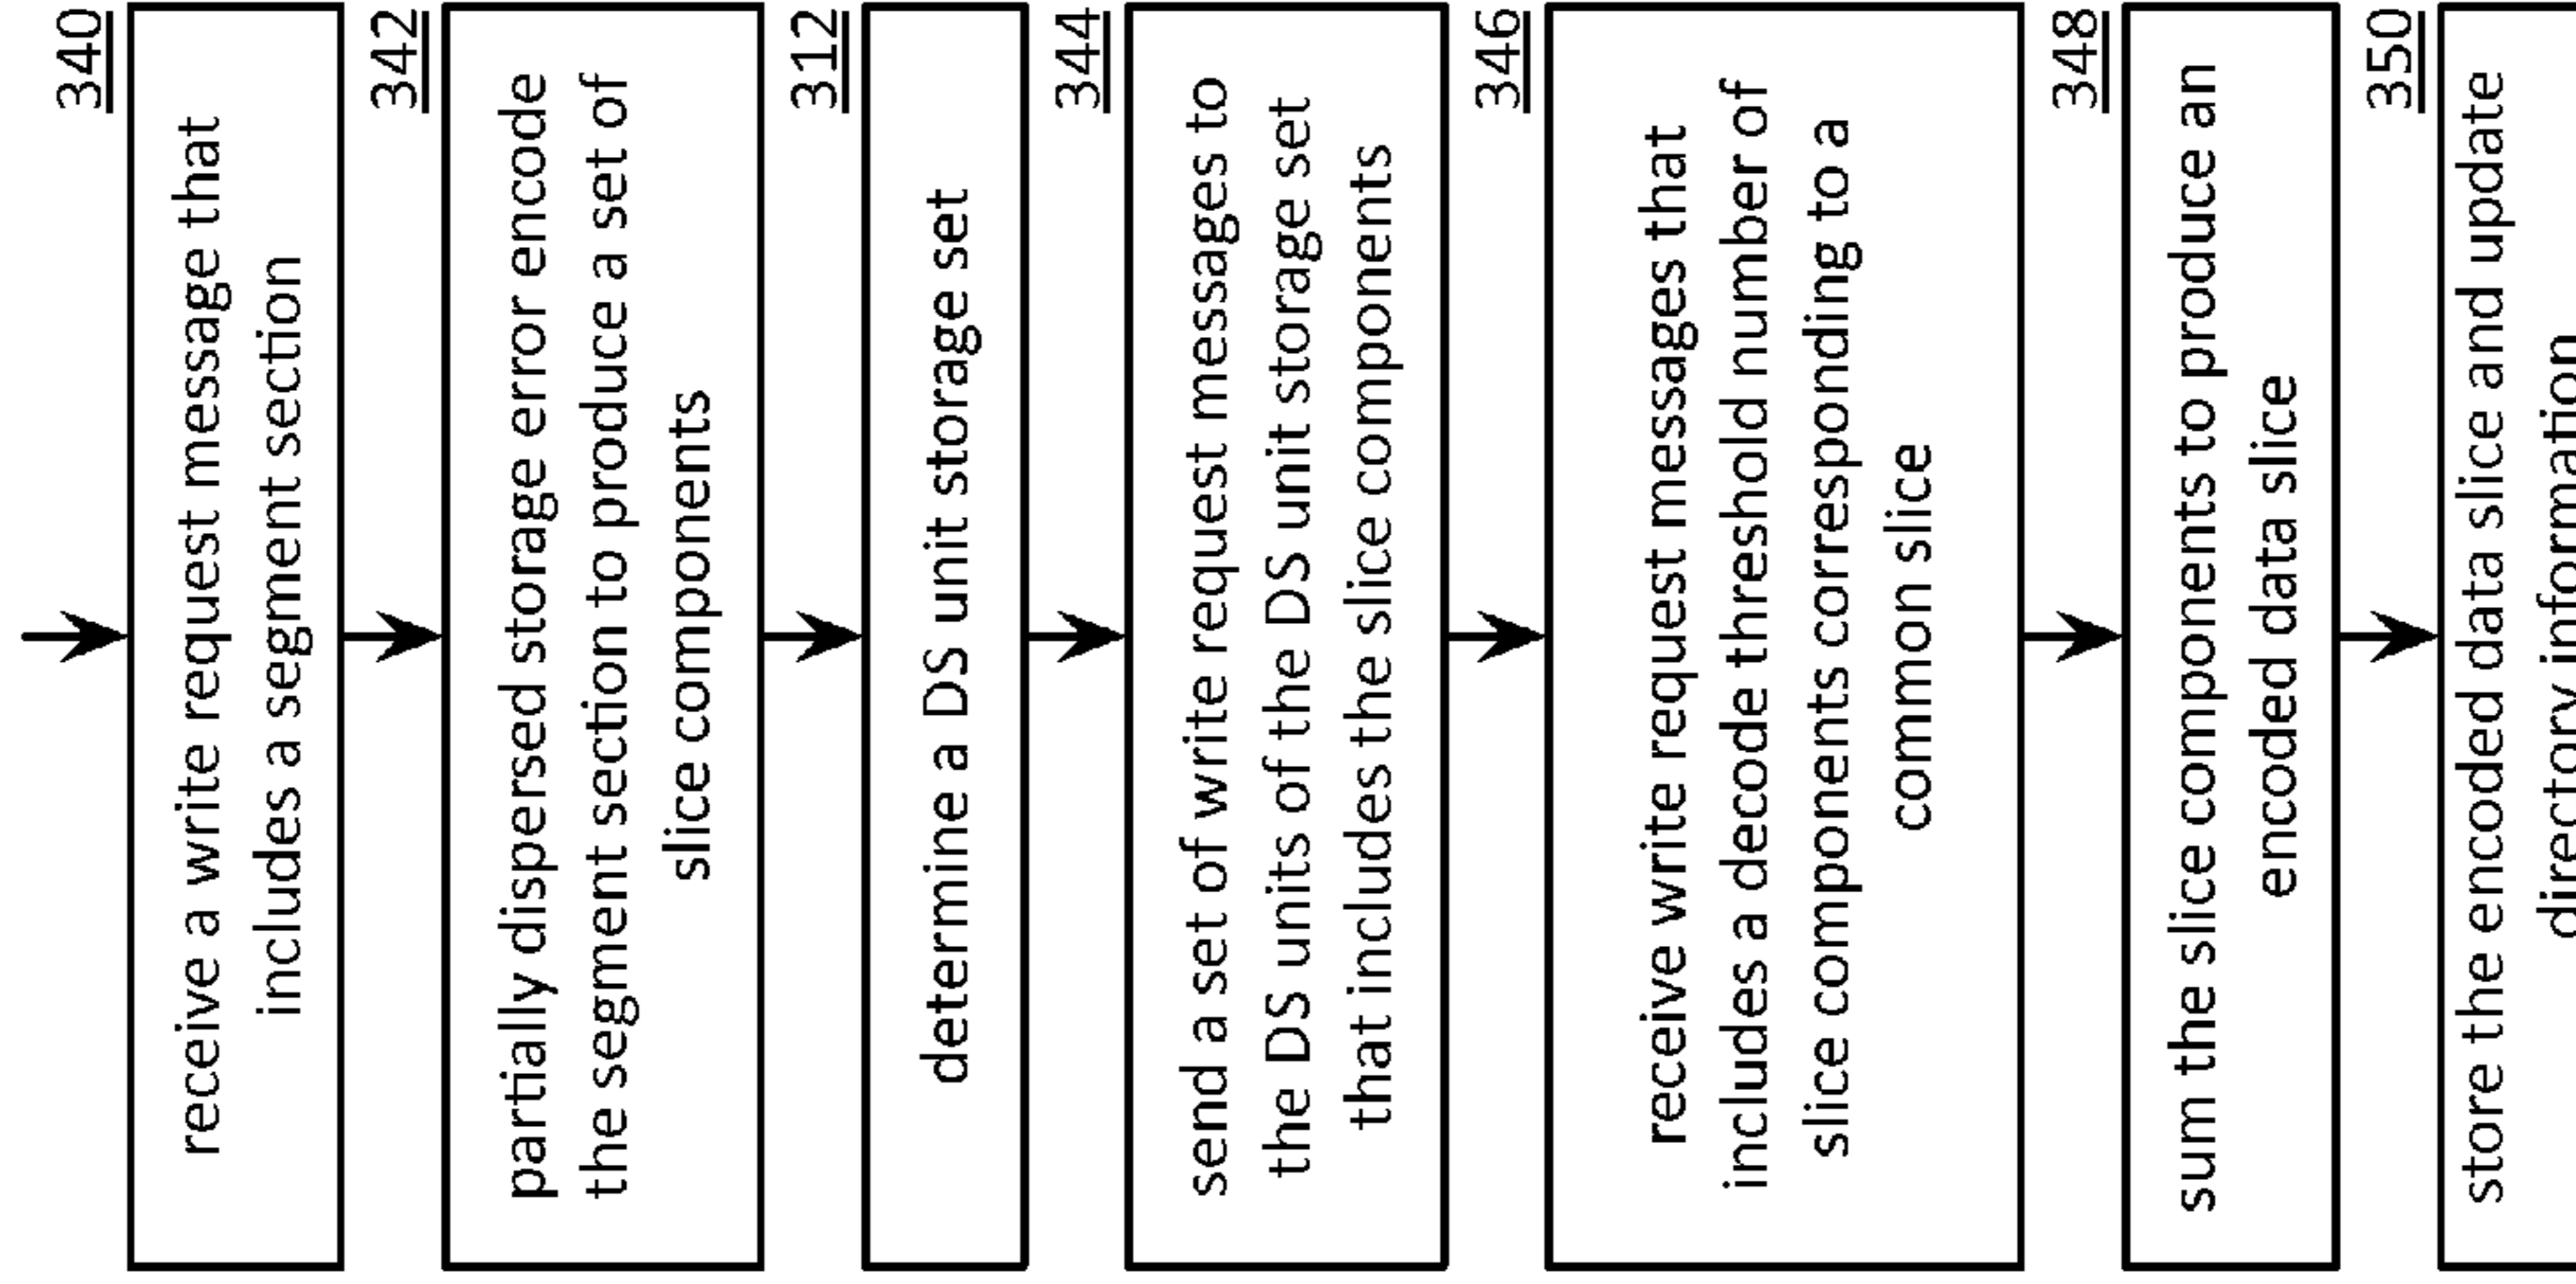 340
receive a write request message that
includes a segment section
342
partially dispersed storage error encode
the segment section to produce a set of
slice components
312
determine a DS unit storage set
344
send a set of write request messages to
the DS units of the DS unit storage set
that includes the slice components
346
receive write request messages that
includes a decode threshold number of
slice components corresponding to a
common slice
348
sum the slice components to produce an
encoded data slice
350
store the encoded data slice and update
directory information